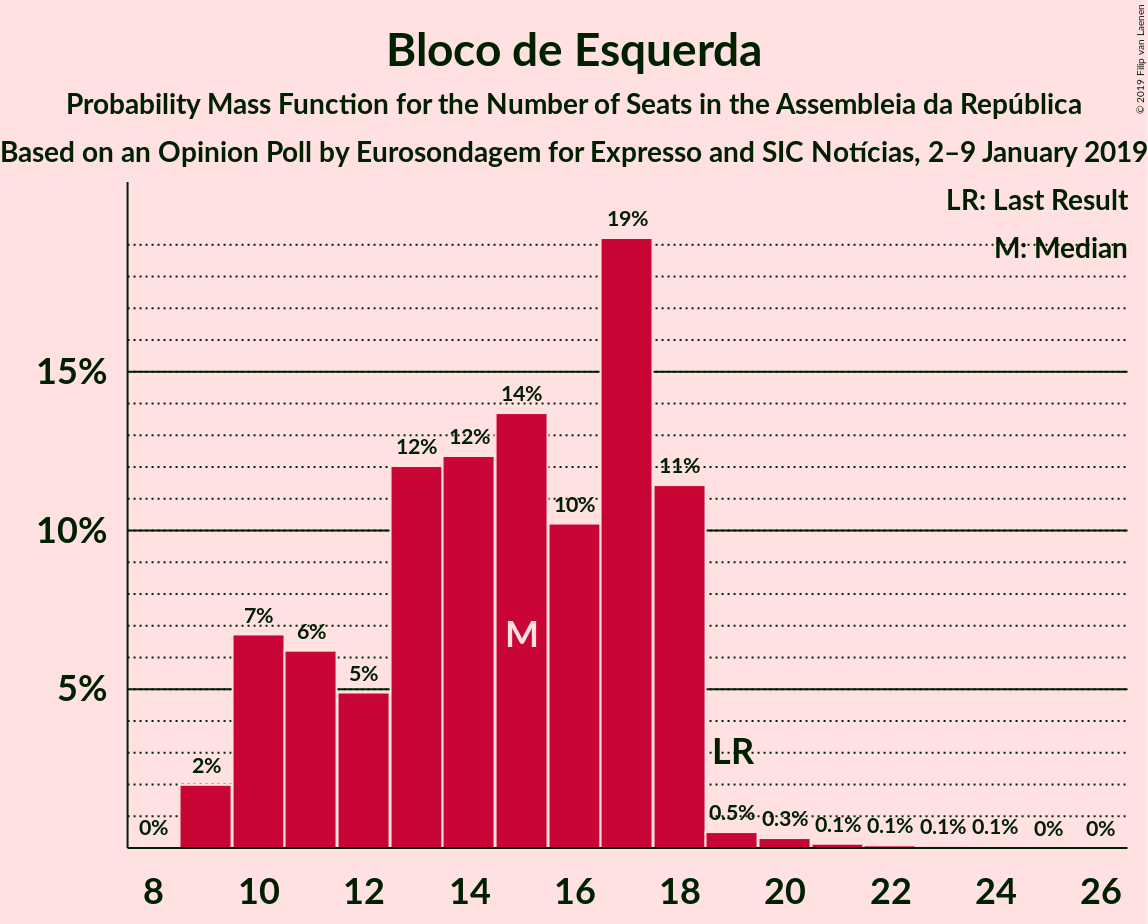 © 2019 Filip van Laenen
Bloco de Esquerda
Probability Mass Function for the Number of Seats in the Assembleia da República
Based on an Opinion Poll by Eurosondagem for Expresso and SIC Notícias, 2–9 January 2019
LR: Last Result
M: Median
15%
10%
5%
0%
2%
7%
6%
5%
12%
12%
14%
10%
19%
11%
0.5%
0.3%
0.1%
0.1%
0.1%
0.1%
0%
0%
M
LR
8 10 12 14 16 18 20 22 24 26